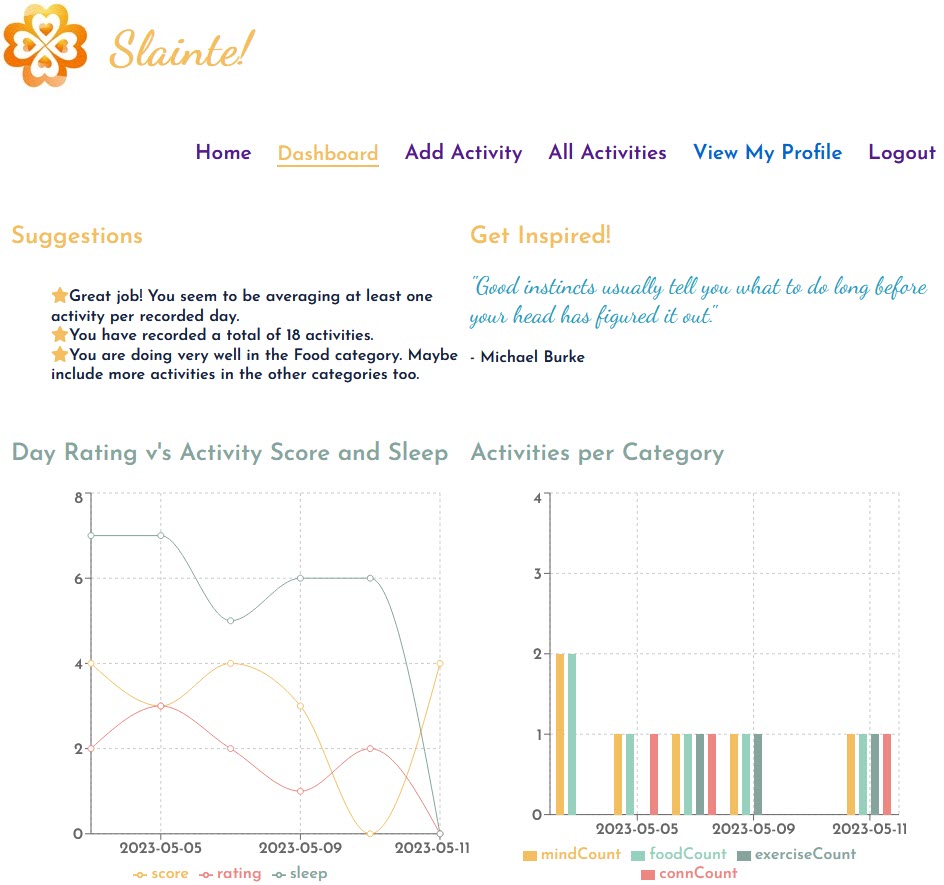 Slainte!
Home Dashboard Add Activity All Activities View My Profile Logout
Suggestions
Great job! You seem to be averaging at least one
activity per recorded day.
You have recorded a total of 18 activities.
You are doing very well in the Food category. Maybe
include more activities in the other categories too.
Get Inspired!
"Good instincts usually tell you what to do long before
your head has figured it out."
- Michael Burke
Day Rating v's Activity Score and Sleep
8
6
4
2
0
2023-05-05 2023-05-09 2023-05-11
score rating sleep
Activities per Category
4
3
2
1
0
2023-05-05 2023-05-09 2023-05-11
mindCount foodCount exerciseCount
connCount